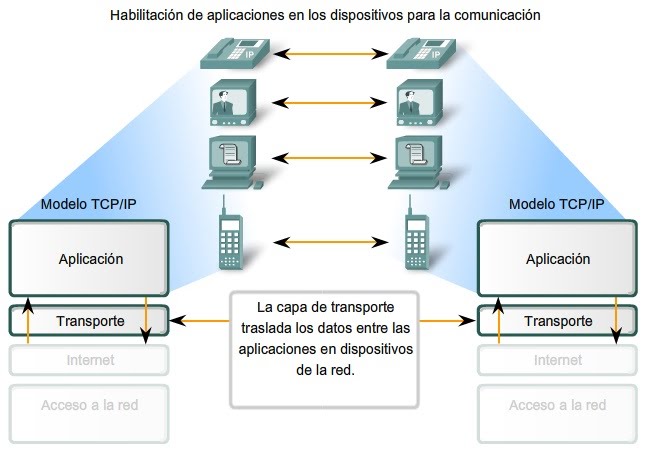 Habilitación de aplicaciones en los dispositivos para la comunicación
IP
IP
Modelo TCP/IP
Modelo TCP/IP
Aplicación
Aplicación
La capa de transporte
traslada los datos entre las
aplicaciones en dispositivos
de la red.
Transporte
Transporte
Internet
Internet
Acceso a la red
Acceso a la red